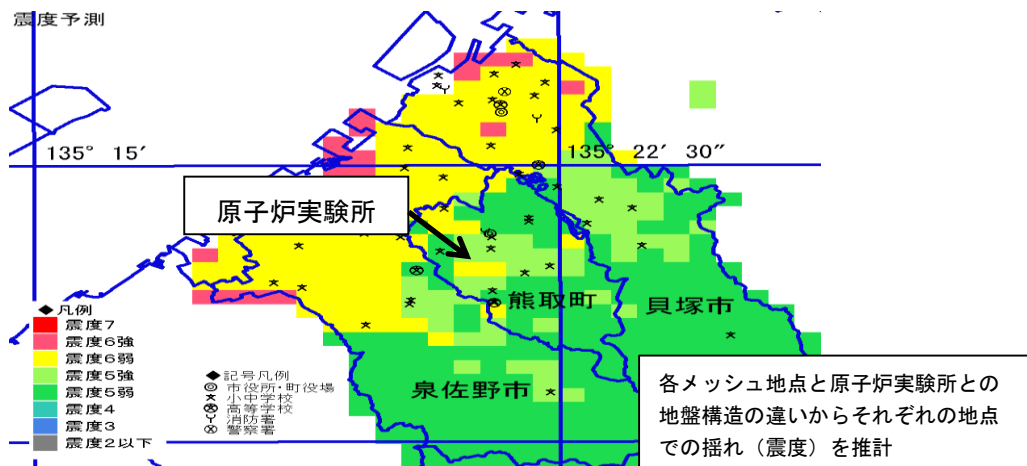 震度予測
135° 15′
135° 22′ 30″
原子炉実験所
熊取町
貝塚市
泉佐野市
◆凡例
震度7
震度6強
震度6弱
震度5強
震度5弱
震度4
震度3
震度2以下
◆記号凡例
市役所・町役場
小中学校
高等学校
消防署
警察署
各メッシュ地点と原子炉実験所との
地盤構造の違いからそれぞれの地点
での揺れ（震度）を推計